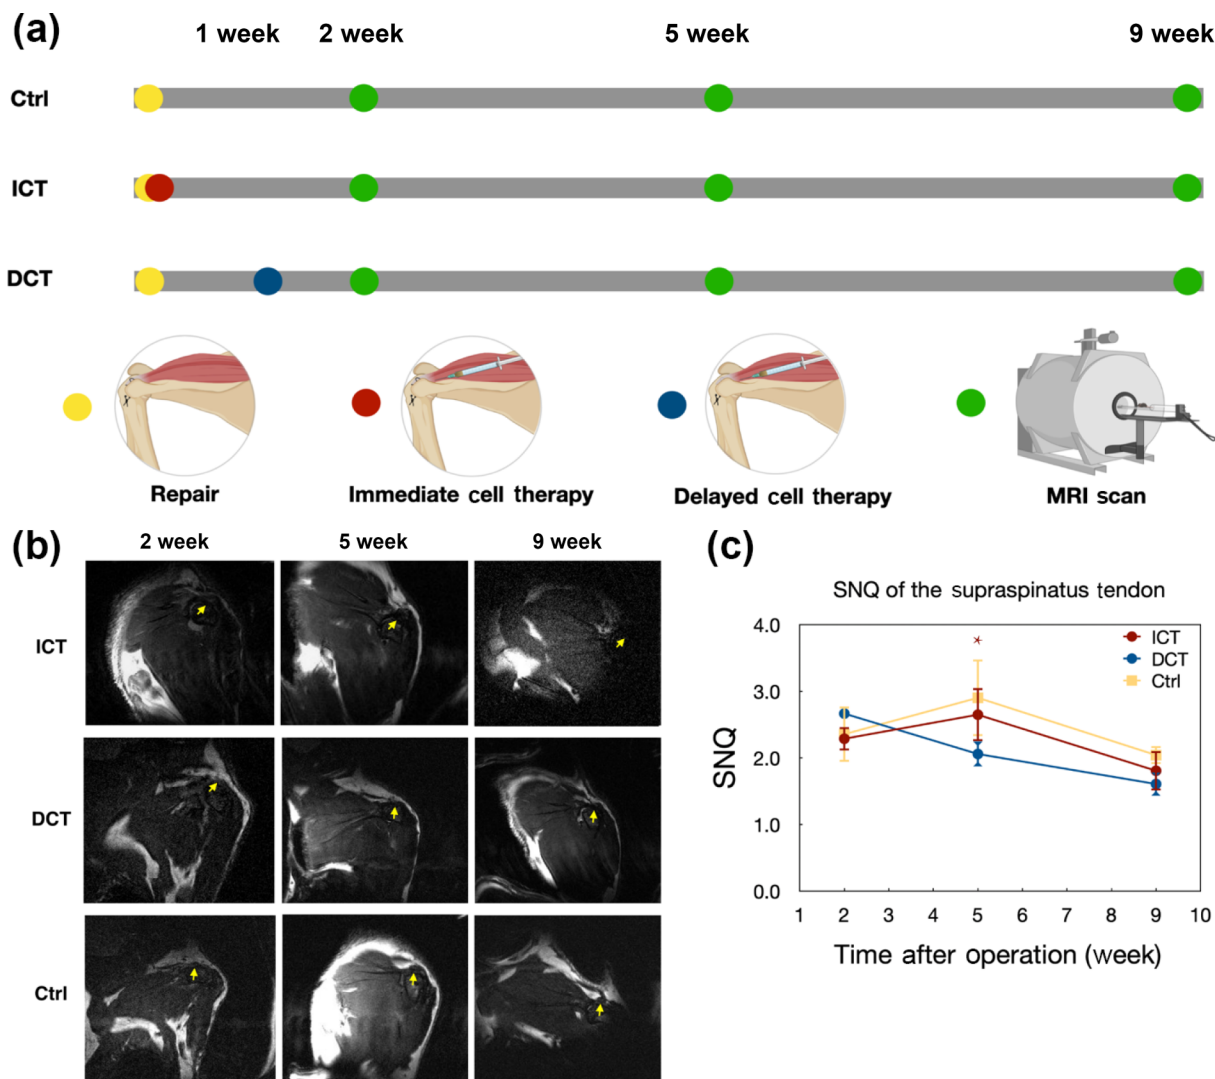 (a)
1 week 2 week 5 week 9 week
Ctrl
ICT
DCT
Repair Immediate cell therapy Delayed cell therapy MRI scan
(b)
2 week 5 week 9 week
ICT
DCT
Ctrl
(c)
SNQ of the supraspinatus tendon
4.0
3.0
2.0
1.0
0.0
SNQ
*
ICT
DCT
Ctrl
1 2 3 4 5 6 7 8 9 10
Time after operation (week)